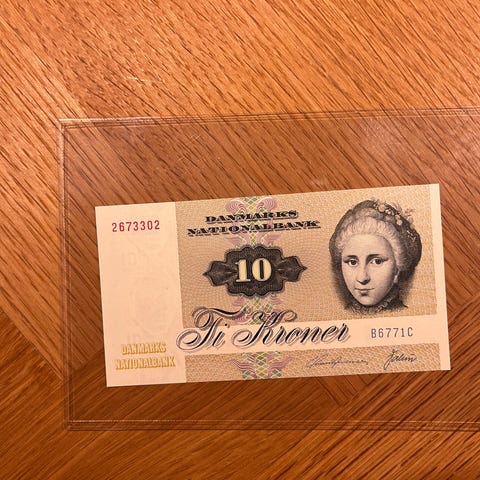 2673302
DANMARKS
NATIONALBANK
10
Ti Kroner
B6771C
DANMARKS
NATIONALBANK